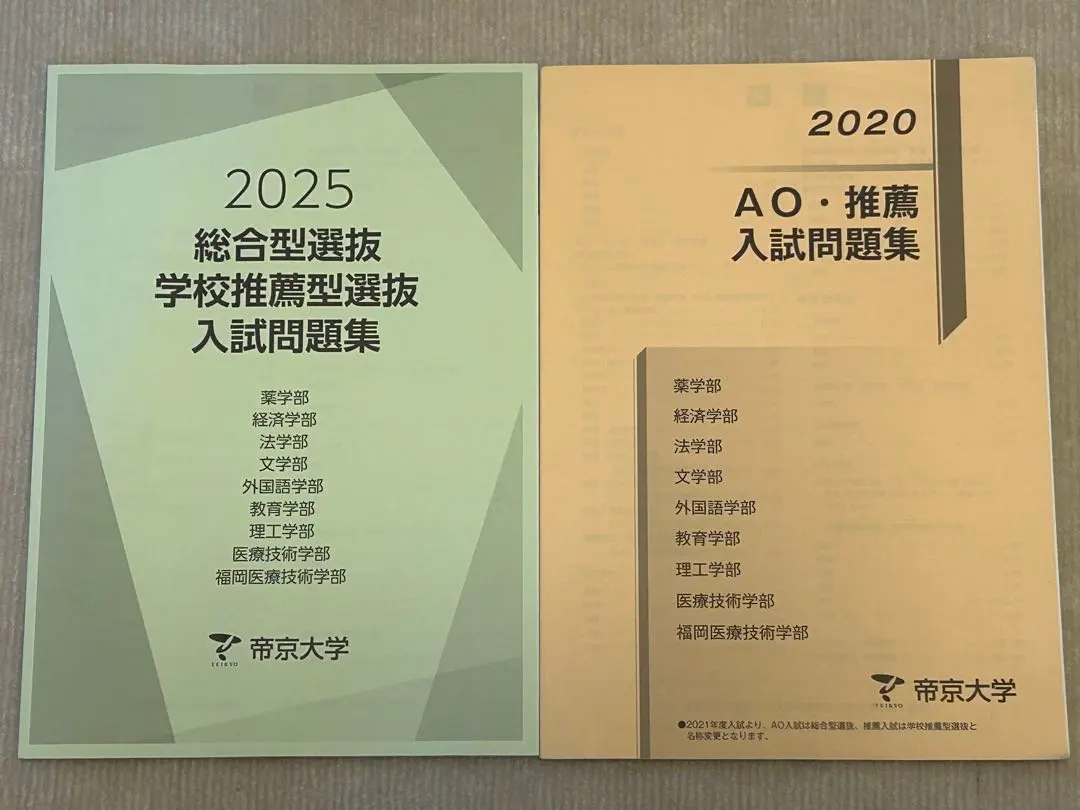 2025
総合型選抜
学校推薦型選抜
入試問題集
薬学部
経済学部
法学部
文学部
外国語学部
教育学部
理工学部
医療技術学部
福岡医療技術学部
TEIKYO
帝京大学
2020
AO・推薦
入試問題集
薬学部
経済学部
法学部
文学部
外国語学部
教育学部
理工学部
医療技術学部
福岡医療技術学部
TEIKYO
帝京大学
●2021年度入試より、AO入試は総合型選抜、推薦入試は学校推薦型選抜と
名称変更となります。